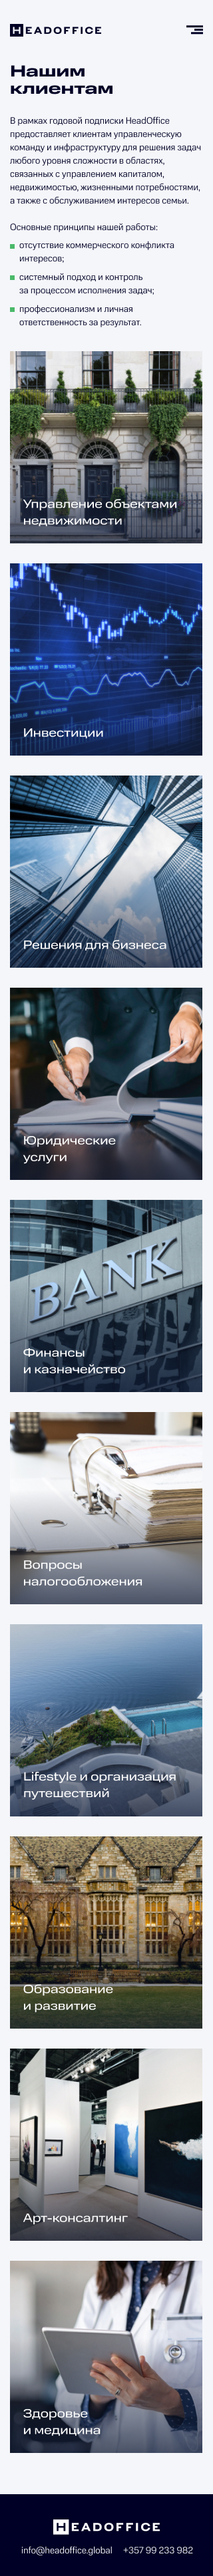 HEADOFFICE
Нашим
клиентам
В рамках годовой подписки HeadOffice
предоставляет клиентам управленческую
команду и инфраструктуру для решения задач
любого уровня сложности в областях,
связанных с управлением капиталом,
недвижимостью, жизненными потребностями,
а также с обслуживанием интересов семьи.
Основные принципы нашей работы:
отсутствие коммерческого конфликта
интересов;
системный подход и контроль
за процессом исполнения задач;
профессионализм и личная
ответственность за результат.
Управление объектами
недвижимости
Инвестиции
Решения для бизнеса
Юридические
услуги
BANK
Финансы
и казначейство
Вопросы
налогообложения
Lifestyle и организация
путешествий
Образование
и развитие
Арт-консалтинг
Здоровье
и медицина
HEADOFFICE
info@headoffice.global +357 99 233 982